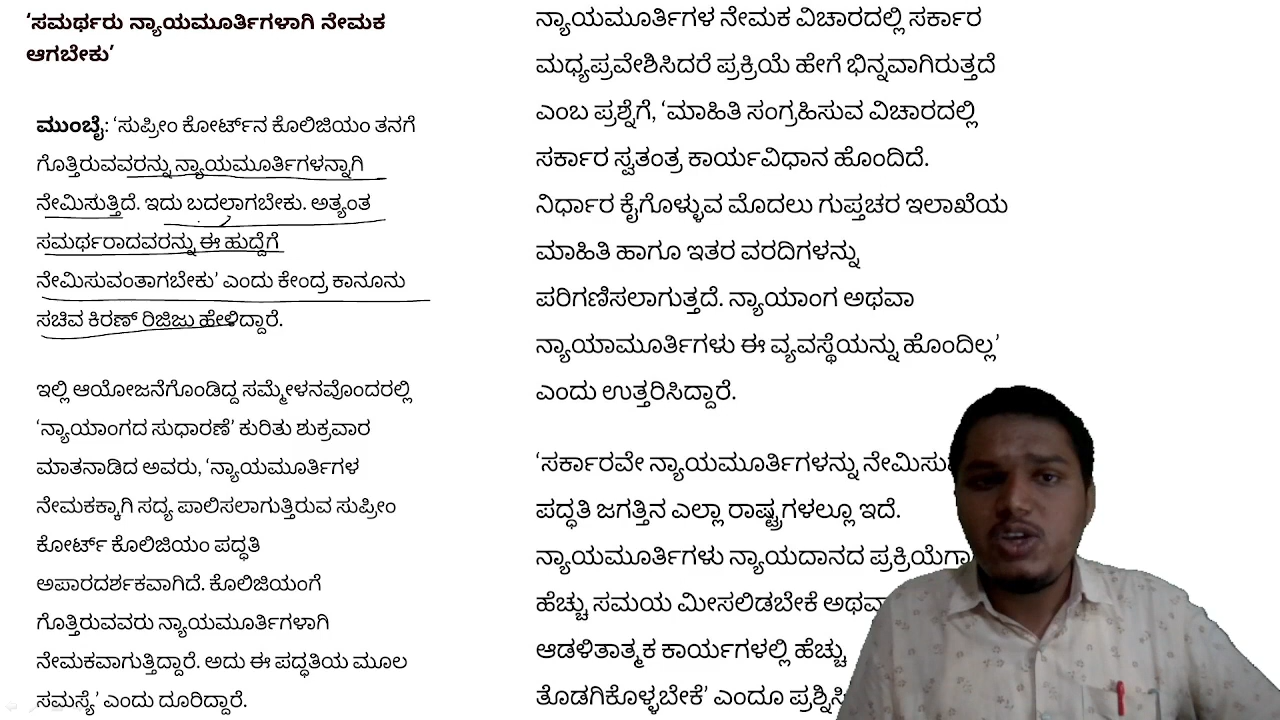 ‘ಸಮರ್ಥರು ನ್ಯಾಯಮೂರ್ತಿಗಳಾಗಿ ನೇಮಕ
ಆಗಬೇಕು’
ಮುಂಬೈ: ‘ಸುಪ್ರೀಂ ಕೋರ್ಟ್‌ನ ಕೊಲಿಜಿಯಂ ತನಗೆ
ಗೊತ್ತಿರುವವರನ್ನು ನ್ಯಾಯಮೂರ್ತಿಗಳನ್ನಾಗಿ
ನೇಮಿಸುತ್ತಿದೆ. ಇದು ಬದಲಾಗಬೇಕು. ಅತ್ಯಂತ
ಸಮರ್ಥರಾದವರನ್ನು ಈ ಹುದ್ದೆಗೆ
ನೇಮಿಸುವಂತಾಗಬೇಕು’ ಎಂದು ಕೇಂದ್ರ ಕಾನೂನು
ಸಚಿವ ಕಿರಣ್ ರಿಜಿಜು ಹೇಳಿದ್ದಾರೆ.
ಇಲ್ಲಿ ಆಯೋಜನೆಗೊಂಡಿದ್ದ ಸಮ್ಮೇಳನವೊಂದರಲ್ಲಿ
‘ನ್ಯಾಯಾಂಗದ ಸುಧಾರಣೆ’ ಕುರಿತು ಶುಕ್ರವಾರ
ಮಾತನಾಡಿದ ಅವರು, ‘ನ್ಯಾಯಮೂರ್ತಿಗಳ
ನೇಮಕಕ್ಕಾಗಿ ಸದ್ಯ ಪಾಲಿಸಲಾಗುತ್ತಿರುವ ಸುಪ್ರೀಂ
ಕೋರ್ಟ್ ಕೊಲಿಜಿಯಂ ಪದ್ಧತಿ
ಅಪಾರದರ್ಶಕವಾಗಿದೆ. ಕೊಲಿಜಿಯಂಗೆ
ಗೊತ್ತಿರುವವರು ನ್ಯಾಯಮೂರ್ತಿಗಳಾಗಿ
ನೇಮಕವಾಗುತ್ತಿದ್ದಾರೆ. ಅದು ಈ ಪದ್ಧತಿಯ ಮೂಲ
ಸಮಸ್ಯೆ’ ಎಂದು ದೂರಿದ್ದಾರೆ.
ನ್ಯಾಯಮೂರ್ತಿಗಳ ನೇಮಕ ವಿಚಾರದಲ್ಲಿ ಸರ್ಕಾರ
ಮಧ್ಯಪ್ರವೇಶಿಸಿದರೆ ಪ್ರಕ್ರಿಯೆ ಹೇಗೆ ಭಿನ್ನವಾಗಿರುತ್ತದೆ
ಎಂಬ ಪ್ರಶ್ನೆಗೆ, ‘ಮಾಹಿತಿ ಸಂಗ್ರಹಿಸುವ ವಿಚಾರದಲ್ಲಿ
ಸರ್ಕಾರ ಸ್ವತಂತ್ರ ಕಾರ್ಯವಿಧಾನ ಹೊಂದಿದೆ.
ನಿರ್ಧಾರ ಕೈಗೊಳ್ಳುವ ಮೊದಲು ಗುಪ್ತಚರ ಇಲಾಖೆಯ
ಮಾಹಿತಿ ಹಾಗೂ ಇತರ ವರದಿಗಳನ್ನು
ಪರಿಗಣಿಸಲಾಗುತ್ತದೆ. ನ್ಯಾಯಾಂಗ ಅಥವಾ
ನ್ಯಾಯಾಮೂರ್ತಿಗಳು ಈ ವ್ಯವಸ್ಥೆಯನ್ನು ಹೊಂದಿಲ್ಲ’
ಎಂದು ಉತ್ತರಿಸಿದ್ದಾರೆ.
‘ಸರ್ಕಾರವೇ ನ್ಯಾಯಮೂರ್ತಿಗಳನ್ನು
ಪದ್ಧತಿ ಜಗತ್ತಿನ ಎಲ್ಲಾ ರಾಷ್ಟ್ರಗಳಲ್ಲೂ ಇದೆ.
ನ್ಯಾಯಮೂರ್ತಿಗಳು ನ್ಯಾಯದಾನದ
ಹೆಚ್ಚು ಸಮಯ ಮೀಸಲಿಡಬೇಕೆ
ಆಡಳಿತಾತ್ಮಕ ಕಾರ್ಯಗಳಲ್ಲಿ ಹೆಚ್ಚು
ತೊಡಗಿಕೊಳ್ಳಬೇಕೆ’ ಎಂದೂ